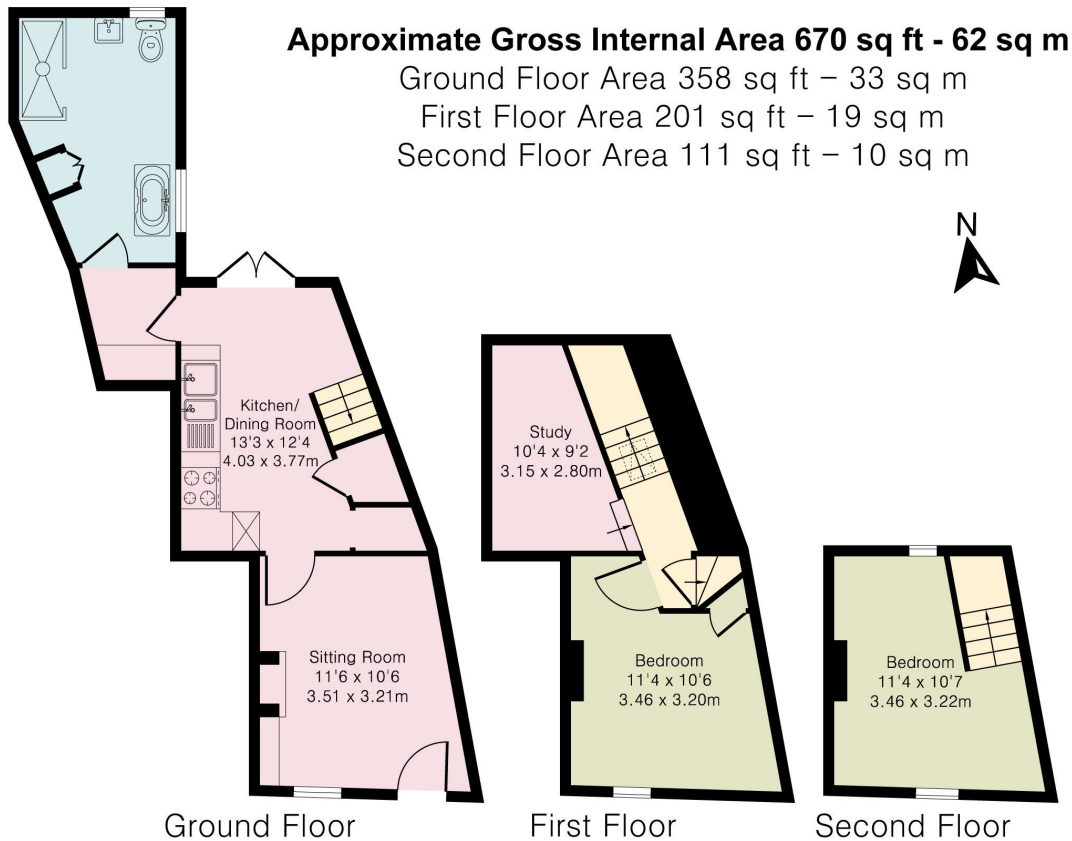 Approximate Gross Internal Area 670 sq ft - 62 sq m
Ground Floor Area 358 sq ft – 33 sq m
First Floor Area 201 sq ft – 19 sq m
Second Floor Area 111 sq ft – 10 sq m
N
Kitchen/
Dining Room
13'3 x 12'4
4.03 x 3.77m
Sitting Room
11'6 x 10'6
3.51 x 3.21m
Ground Floor
Study
10'4 x 9'2
3.15 x 2.80m
Bedroom
11'4 x 10'6
3.46 x 3.20m
First Floor
Bedroom
11'4 x 10'7
3.46 x 3.22m
Second Floor